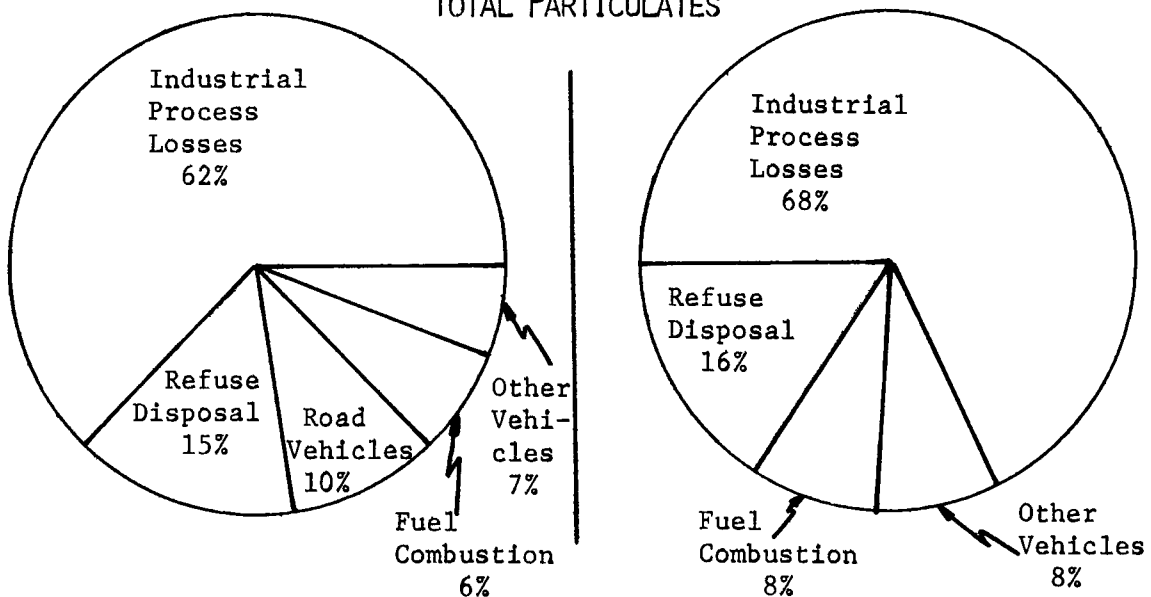 TOTAL PARTICULATES
Industrial
Process
Losses
62%
Refuse
Disposal
15%
Road
Vehicles
10%
Fuel
Combustion
6%
Other
Vehi-
cles
7%
Industrial
Process
Losses
68%
Refuse
Disposal
16%
Fuel
Combustion
8%
Other
Vehicles
8%